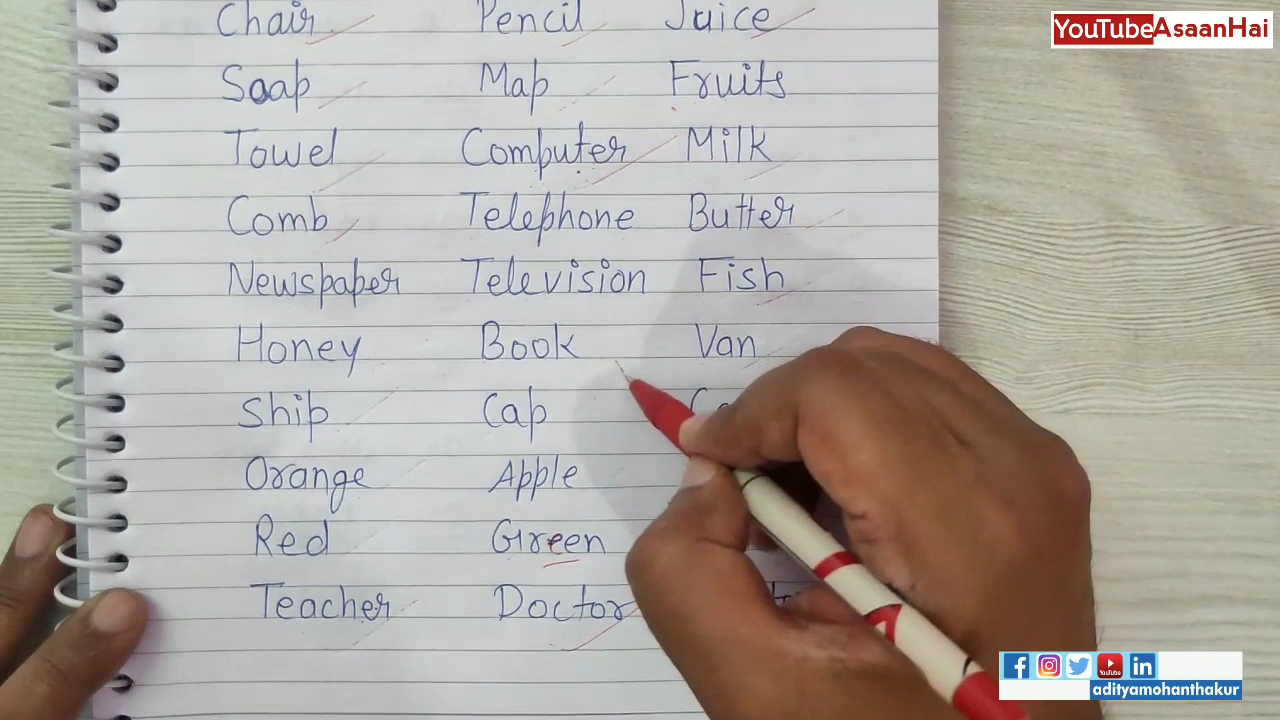 YouTubeAsaanHai
Chair Pencil Juice
Soap Map Fruits
Towel Computer Milk
Comb Telephone Butter
Newspaper Television Fish
Honey Book Van
Ship Cap
Orange Apple
Red Green
Teacher Doctor
YouTube
adityamohanthakur